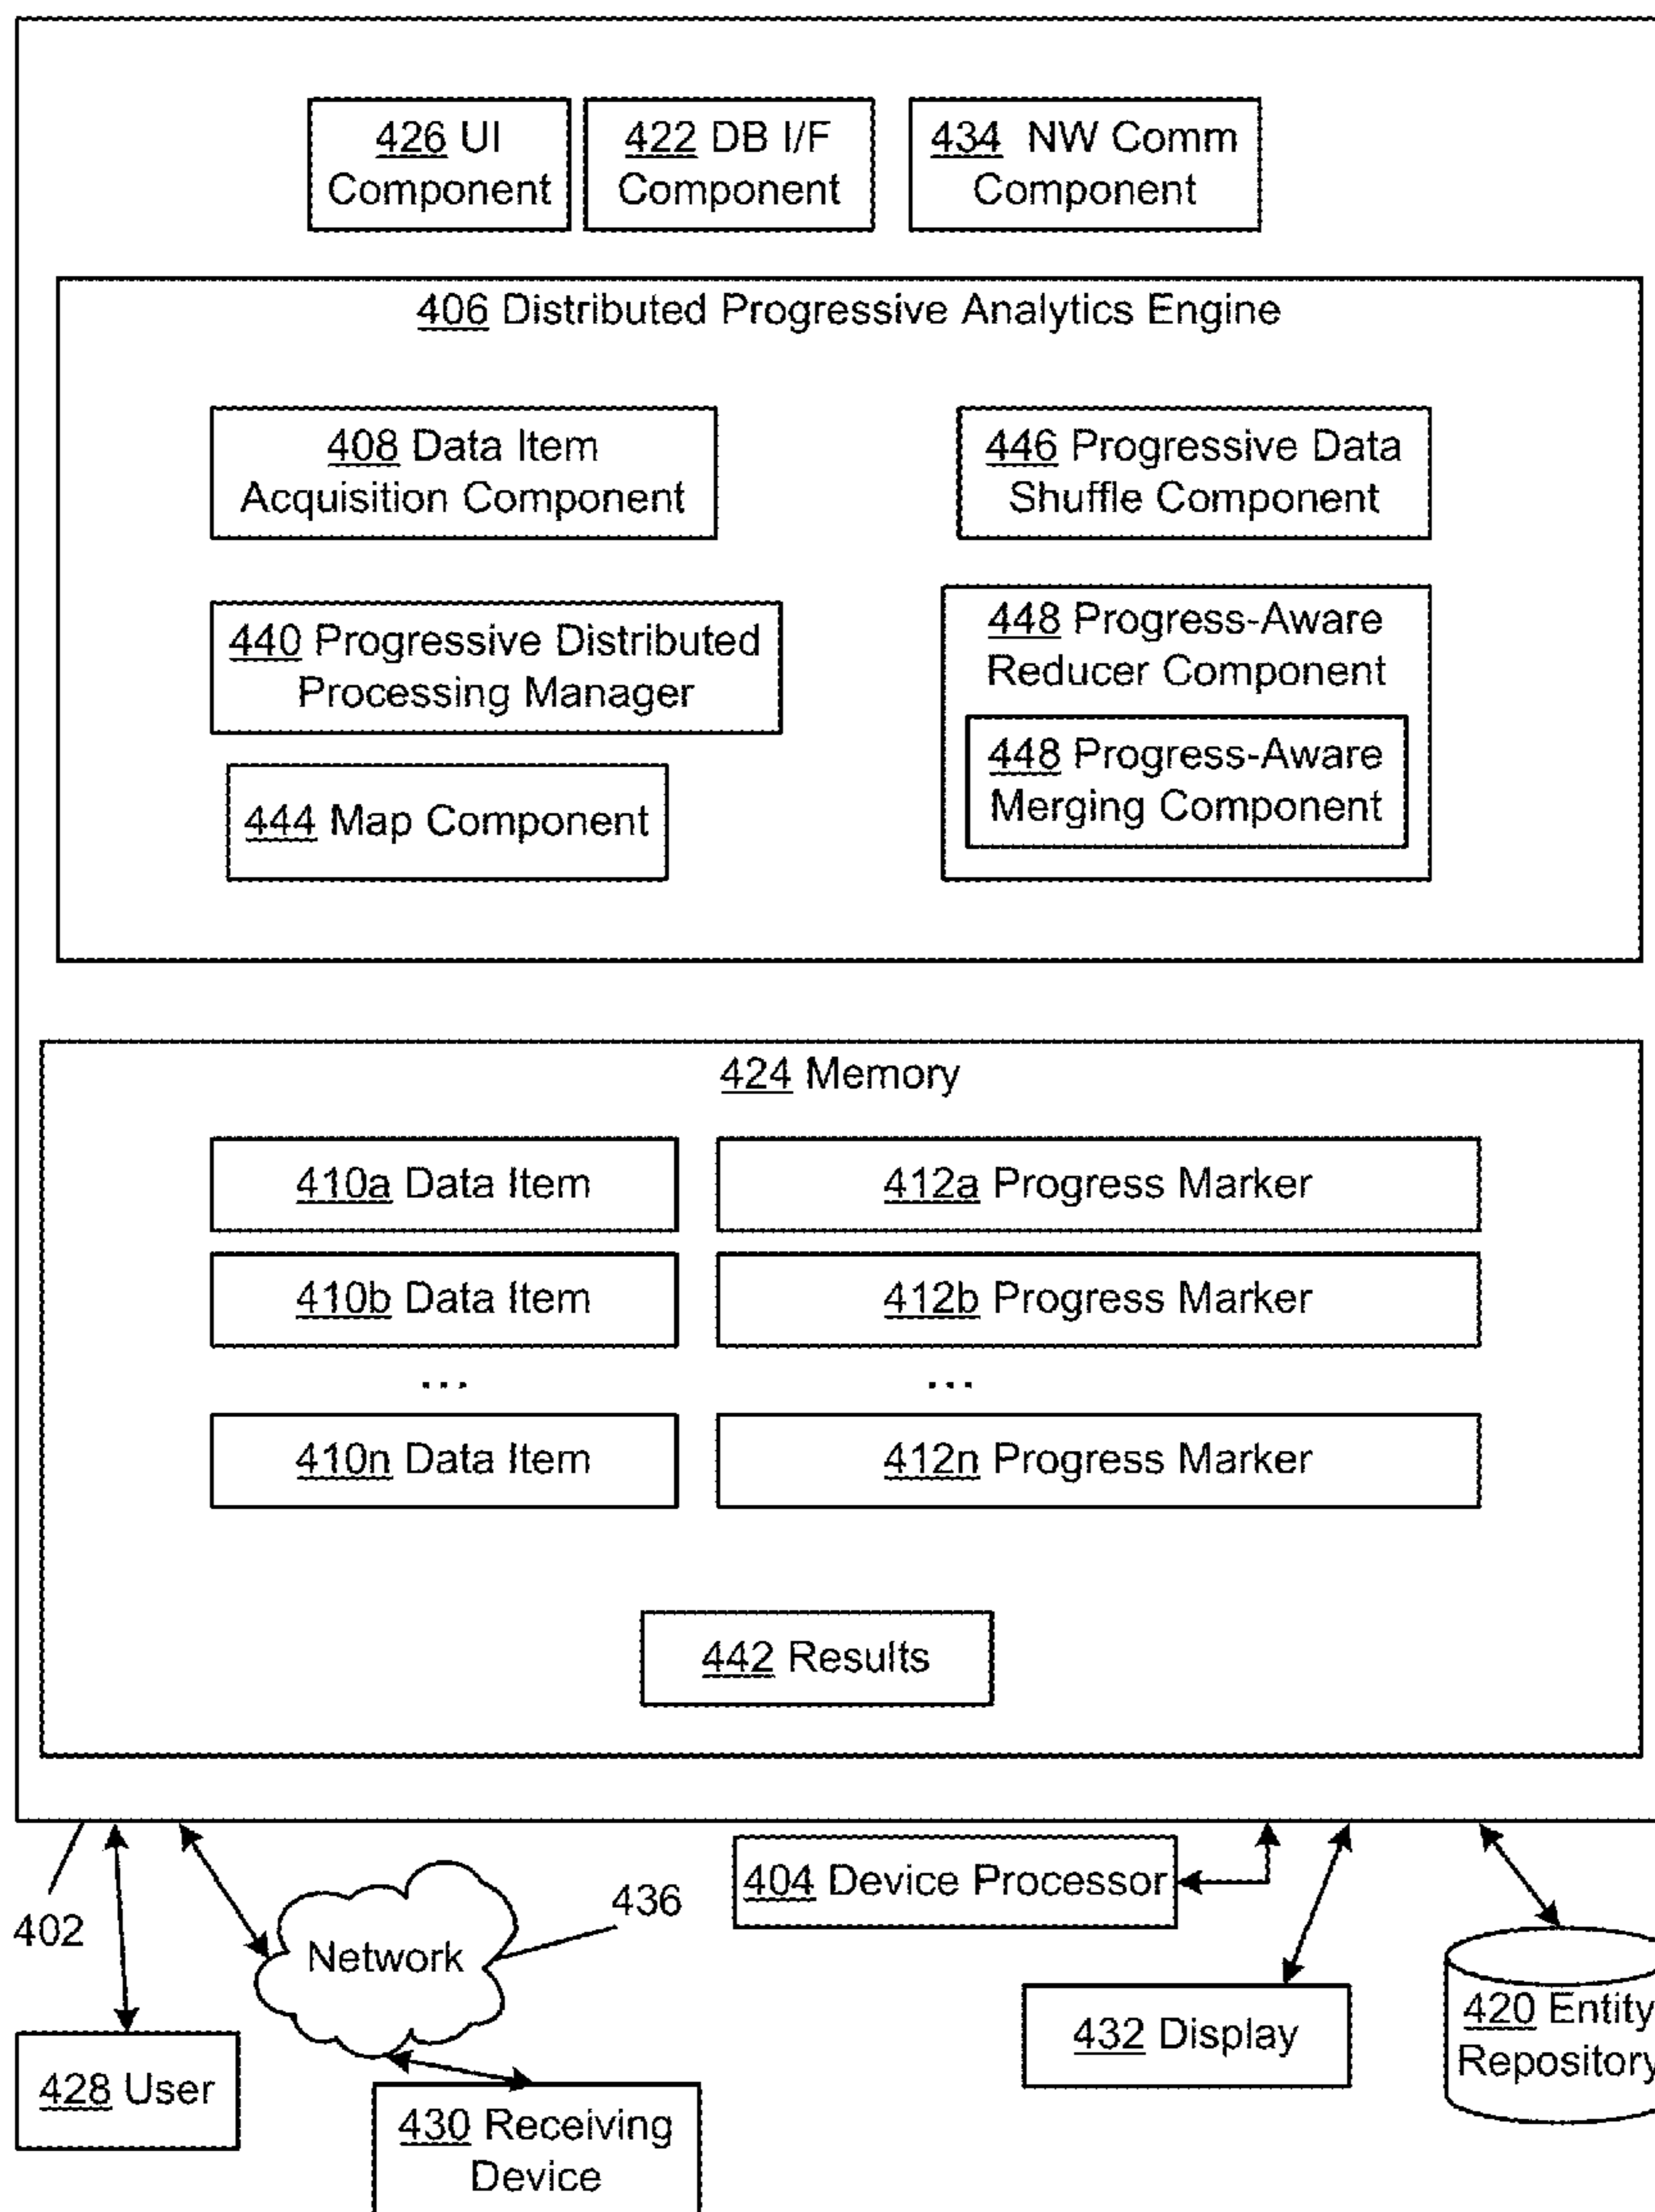 426 UI
Component
422 DB I/F
Component
434 NW Comm
Component
406 Distributed Progressive Analytics Engine
408 Data Item
Acquisition Component
446 Progressive Data
Shuffle Component
440 Progressive Distributed
Processing Manager
448 Progress-Aware
Reducer Component
448 Progress-Aware
Merging Component
444 Map Component
424 Memory
410a Data Item
412a Progress Marker
410b Data Item
412b Progress Marker
...
...
410n Data Item
412n Progress Marker
442 Results
402
Network
436
404 Device Processor
432 Display
420 Entity
Repository
428 User
430 Receiving
Device